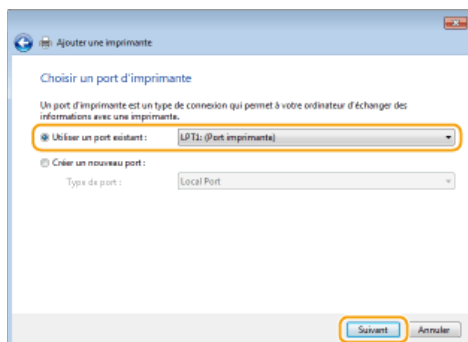 Ajouter une imprimante
Choisir un port d'imprimante
Un port d'imprimante est un type de connexion qui permet à votre ordinateur d'échanger des
informations avec une imprimante.
Utiliser un port existant : LPT1: (Port imprimante)
Créer un nouveau port :
Type de port : Local Port
Suivant Annuler